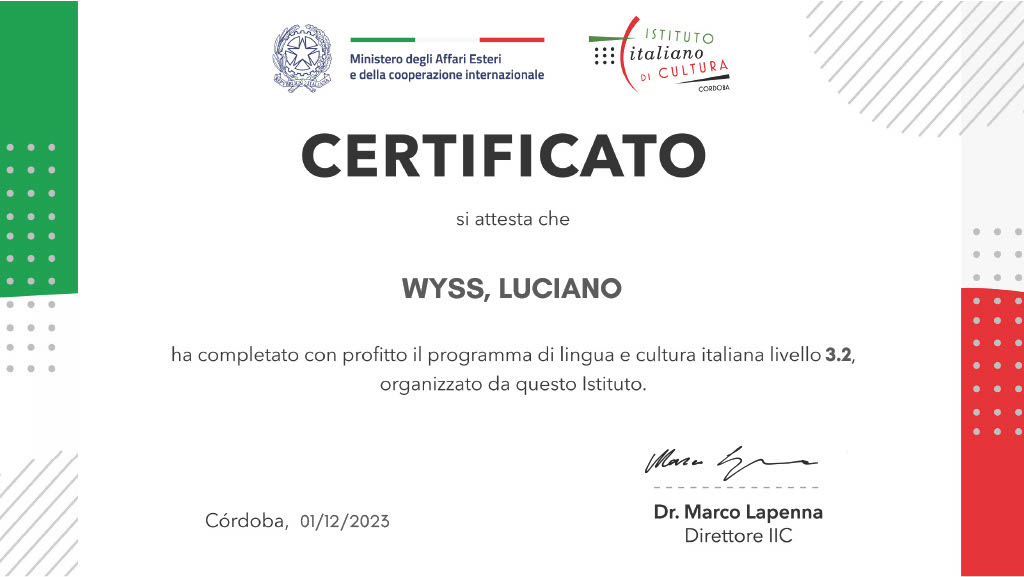 REPVBBLICA ITALIANA
Ministero degli Affari Esteri
e della cooperazione internazionale
ISTITUTO
italiano
DI CULTURA
CORDOBA
CERTIFICATO
si attesta che
WYSS, LUCIANO
ha completato con profitto il programma di lingua e cultura italiana livello 3.2,
organizzato da questo Istituto.
Marco
Córdoba, 01/12/2023
Dr. Marco Lapenna
Direttore IIC